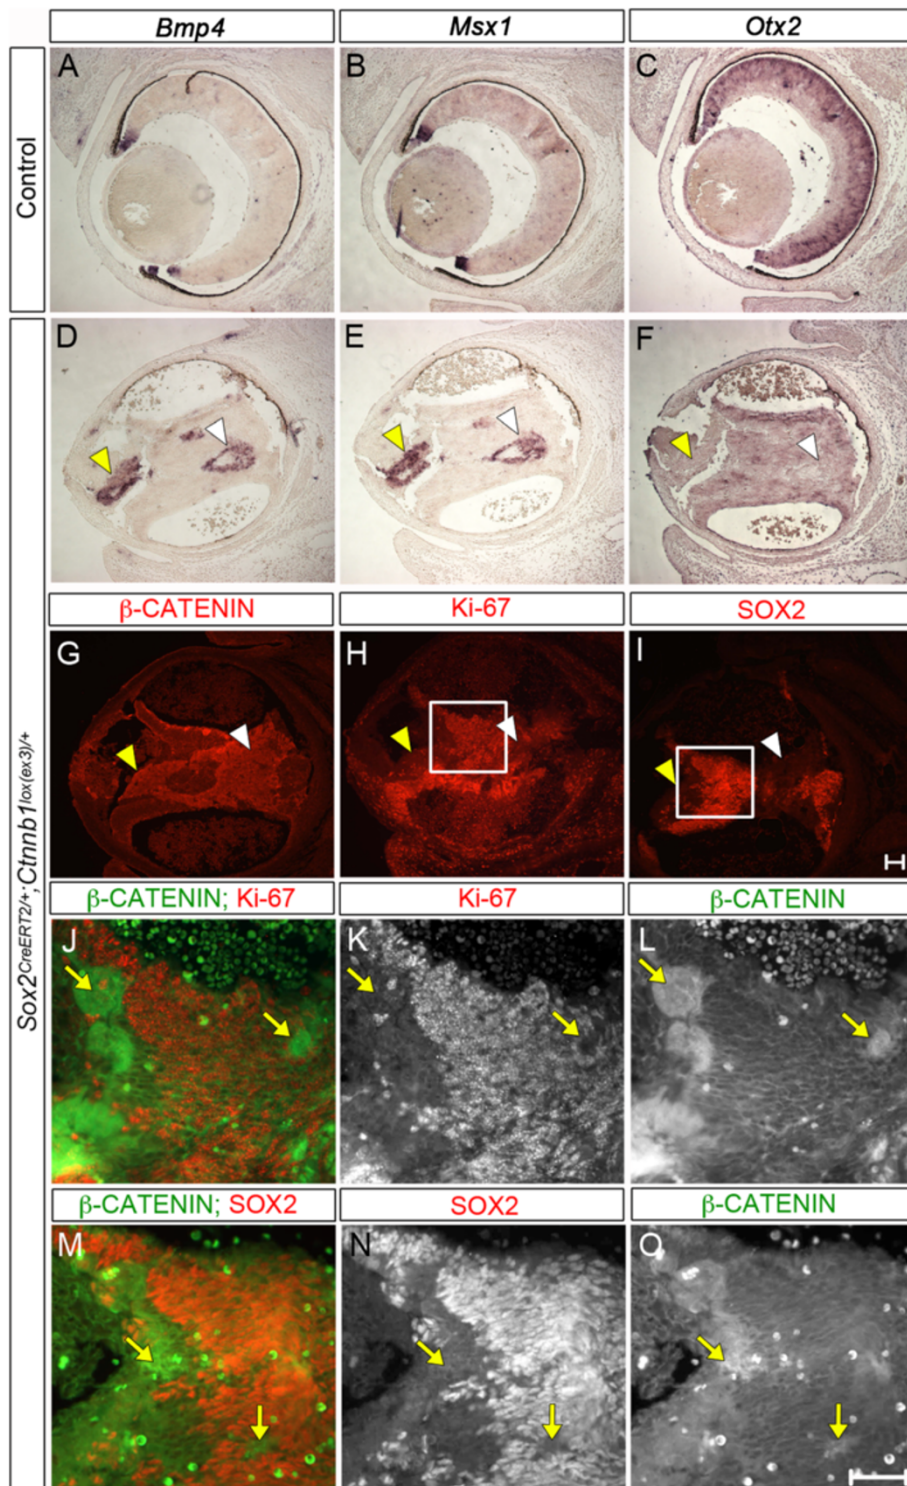 Bmp4 Msx1 Otx2
Control
A B C
Sox2CreERT2/+;Ctnnb1lox(ex3)/+
D E F
β-CATENIN Ki-67 SOX2
G H I
β-CATENIN; Ki-67 Ki-67 β-CATENIN
J K L
β-CATENIN; SOX2 SOX2 β-CATENIN
M N O